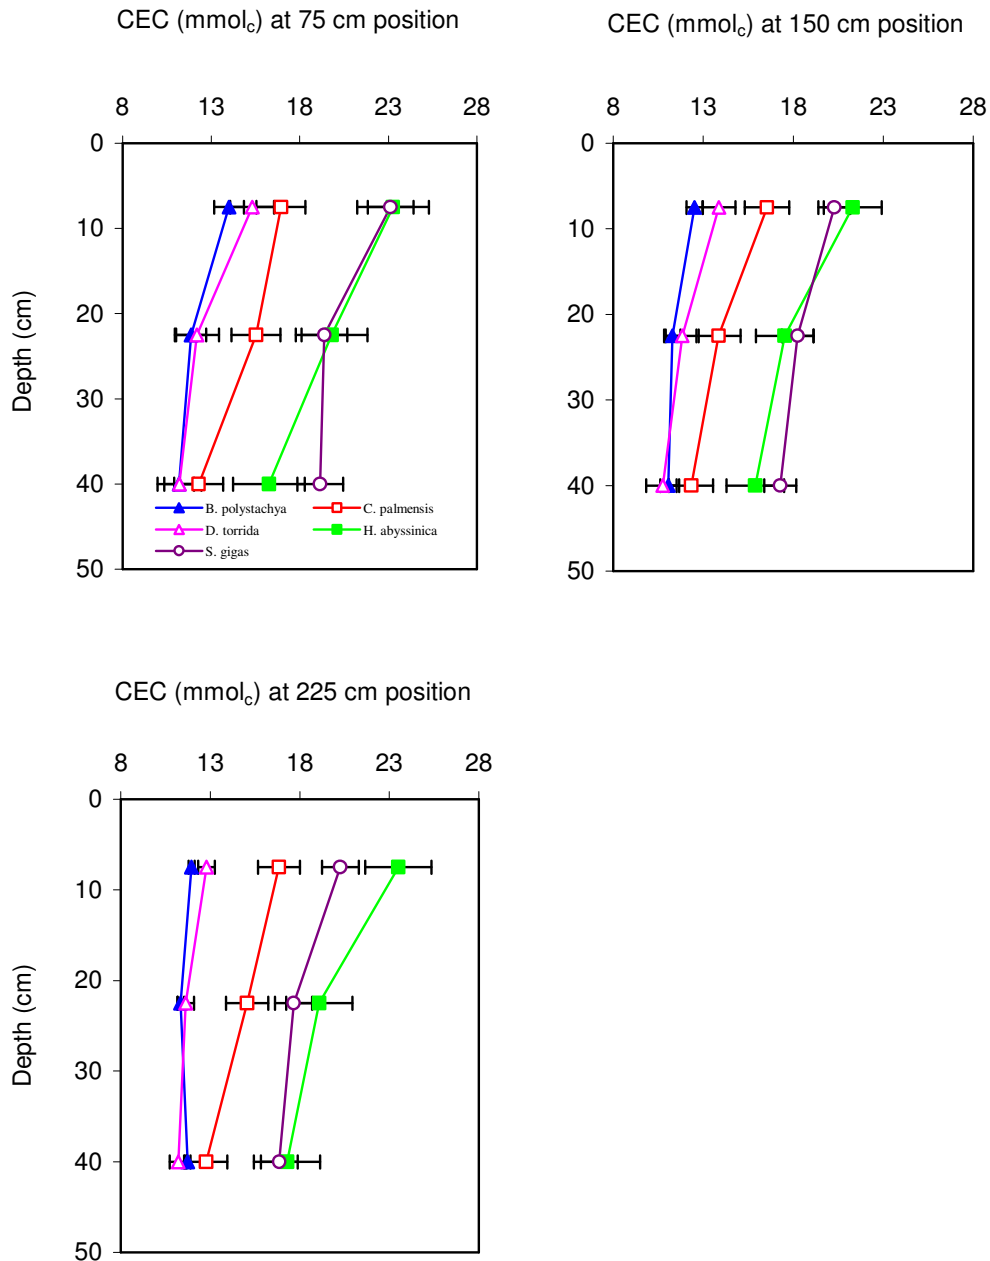 CEC (mmolc) at 75 cm position
8 13 18 23 28
0
10
20
30
40
50
Depth (cm)
B. polystachya C. palmensis
D. torrida H. abyssinica
S. gigas
CEC (mmolc) at 150 cm position
8 13 18 23 28
0
10
20
30
40
50
CEC (mmolc) at 225 cm position
8 13 18 23 28
0
10
20
30
40
50
Depth (cm)